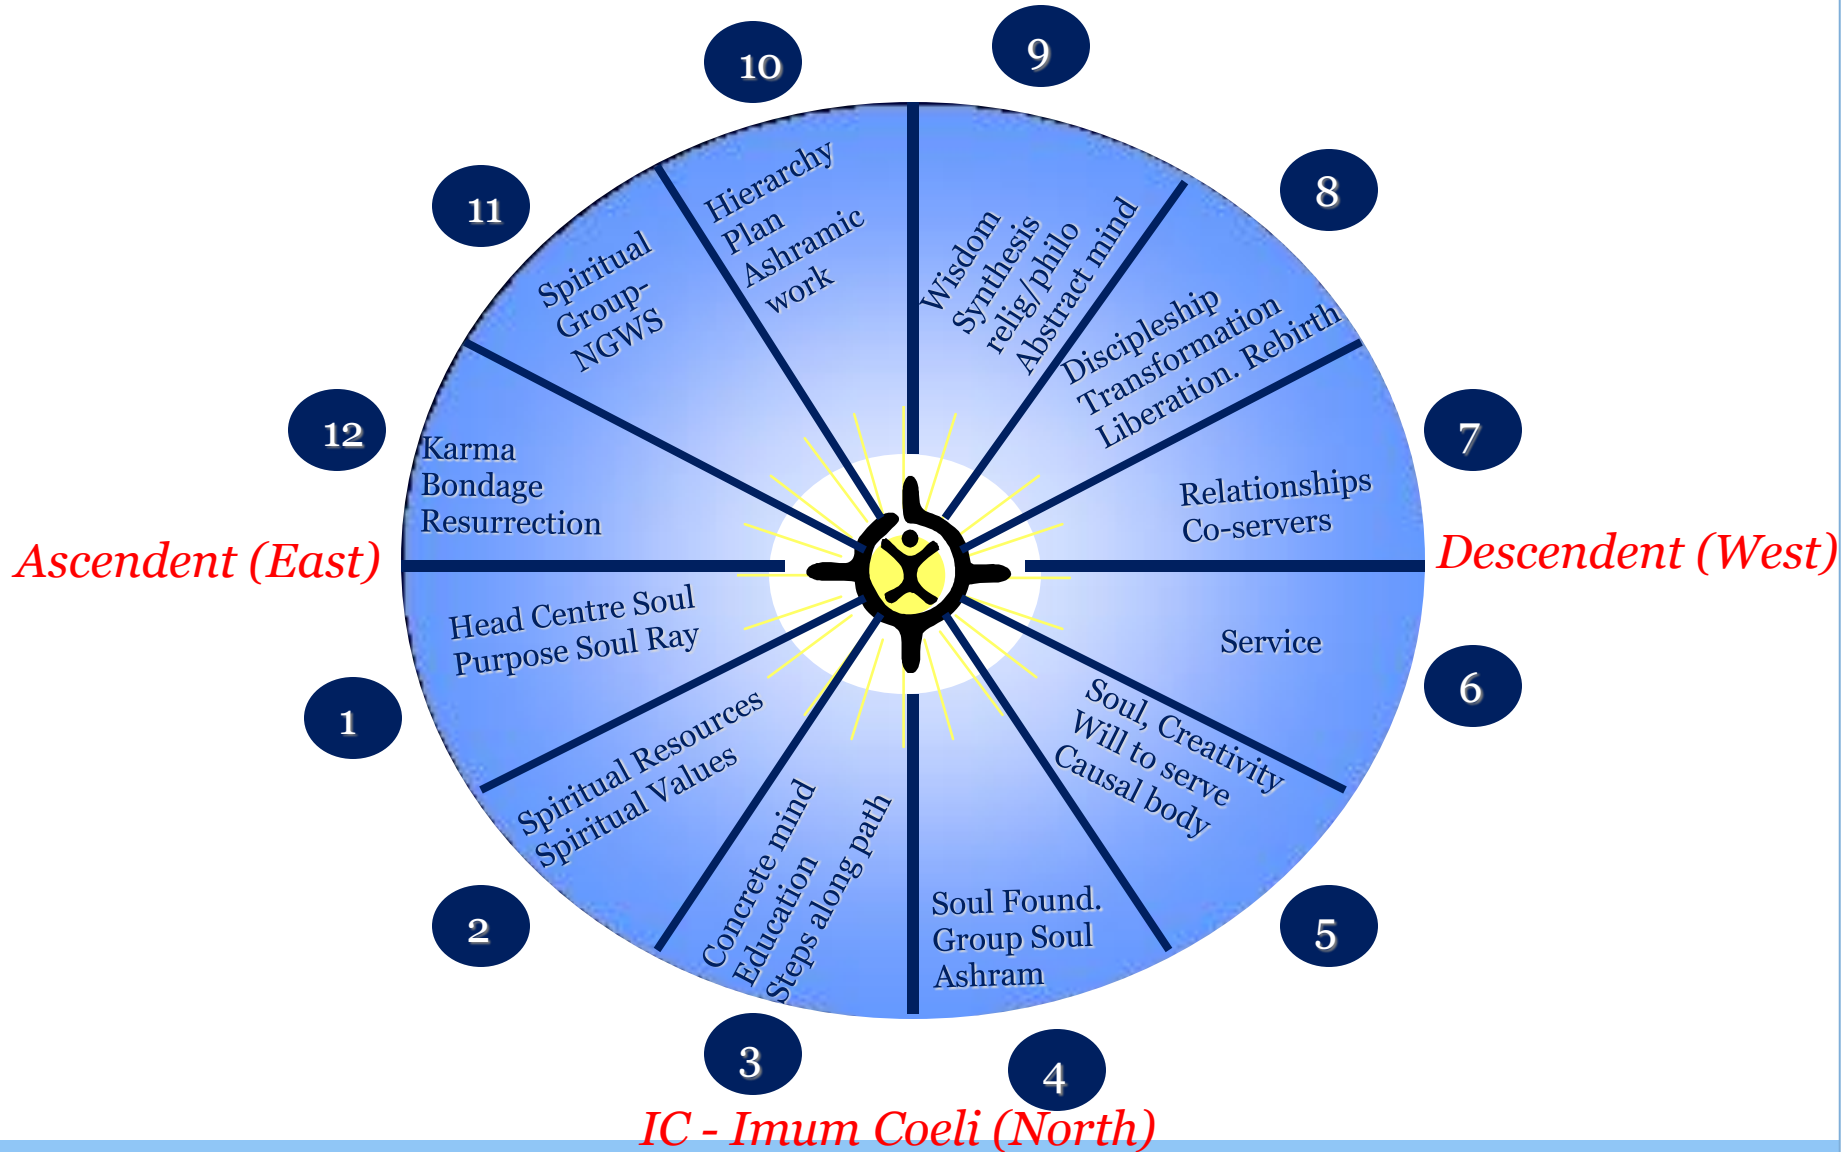 10
9
11
8
Hierarchy
Plan
Ashramic
work
Wisdom
Synthesis
relig/philo
Abstract mind
Spiritual
Group-
NGWS
Discipleship
Transformation
Liberation. Rebirth
12
7
Karma
Bondage
Resurrection
Relationships
Co-servers
Ascendent (East)
Descendent (West)
Head Centre Soul
Purpose Soul Ray
Service
1
6
Spiritual Resources
Spiritual Values
Soul, Creativity
Will to serve
Causal body
Concrete mind
Education
Steps along path
Soul Found.
Group Soul
Ashram
2
5
3
4
IC - Imum Coeli (North)